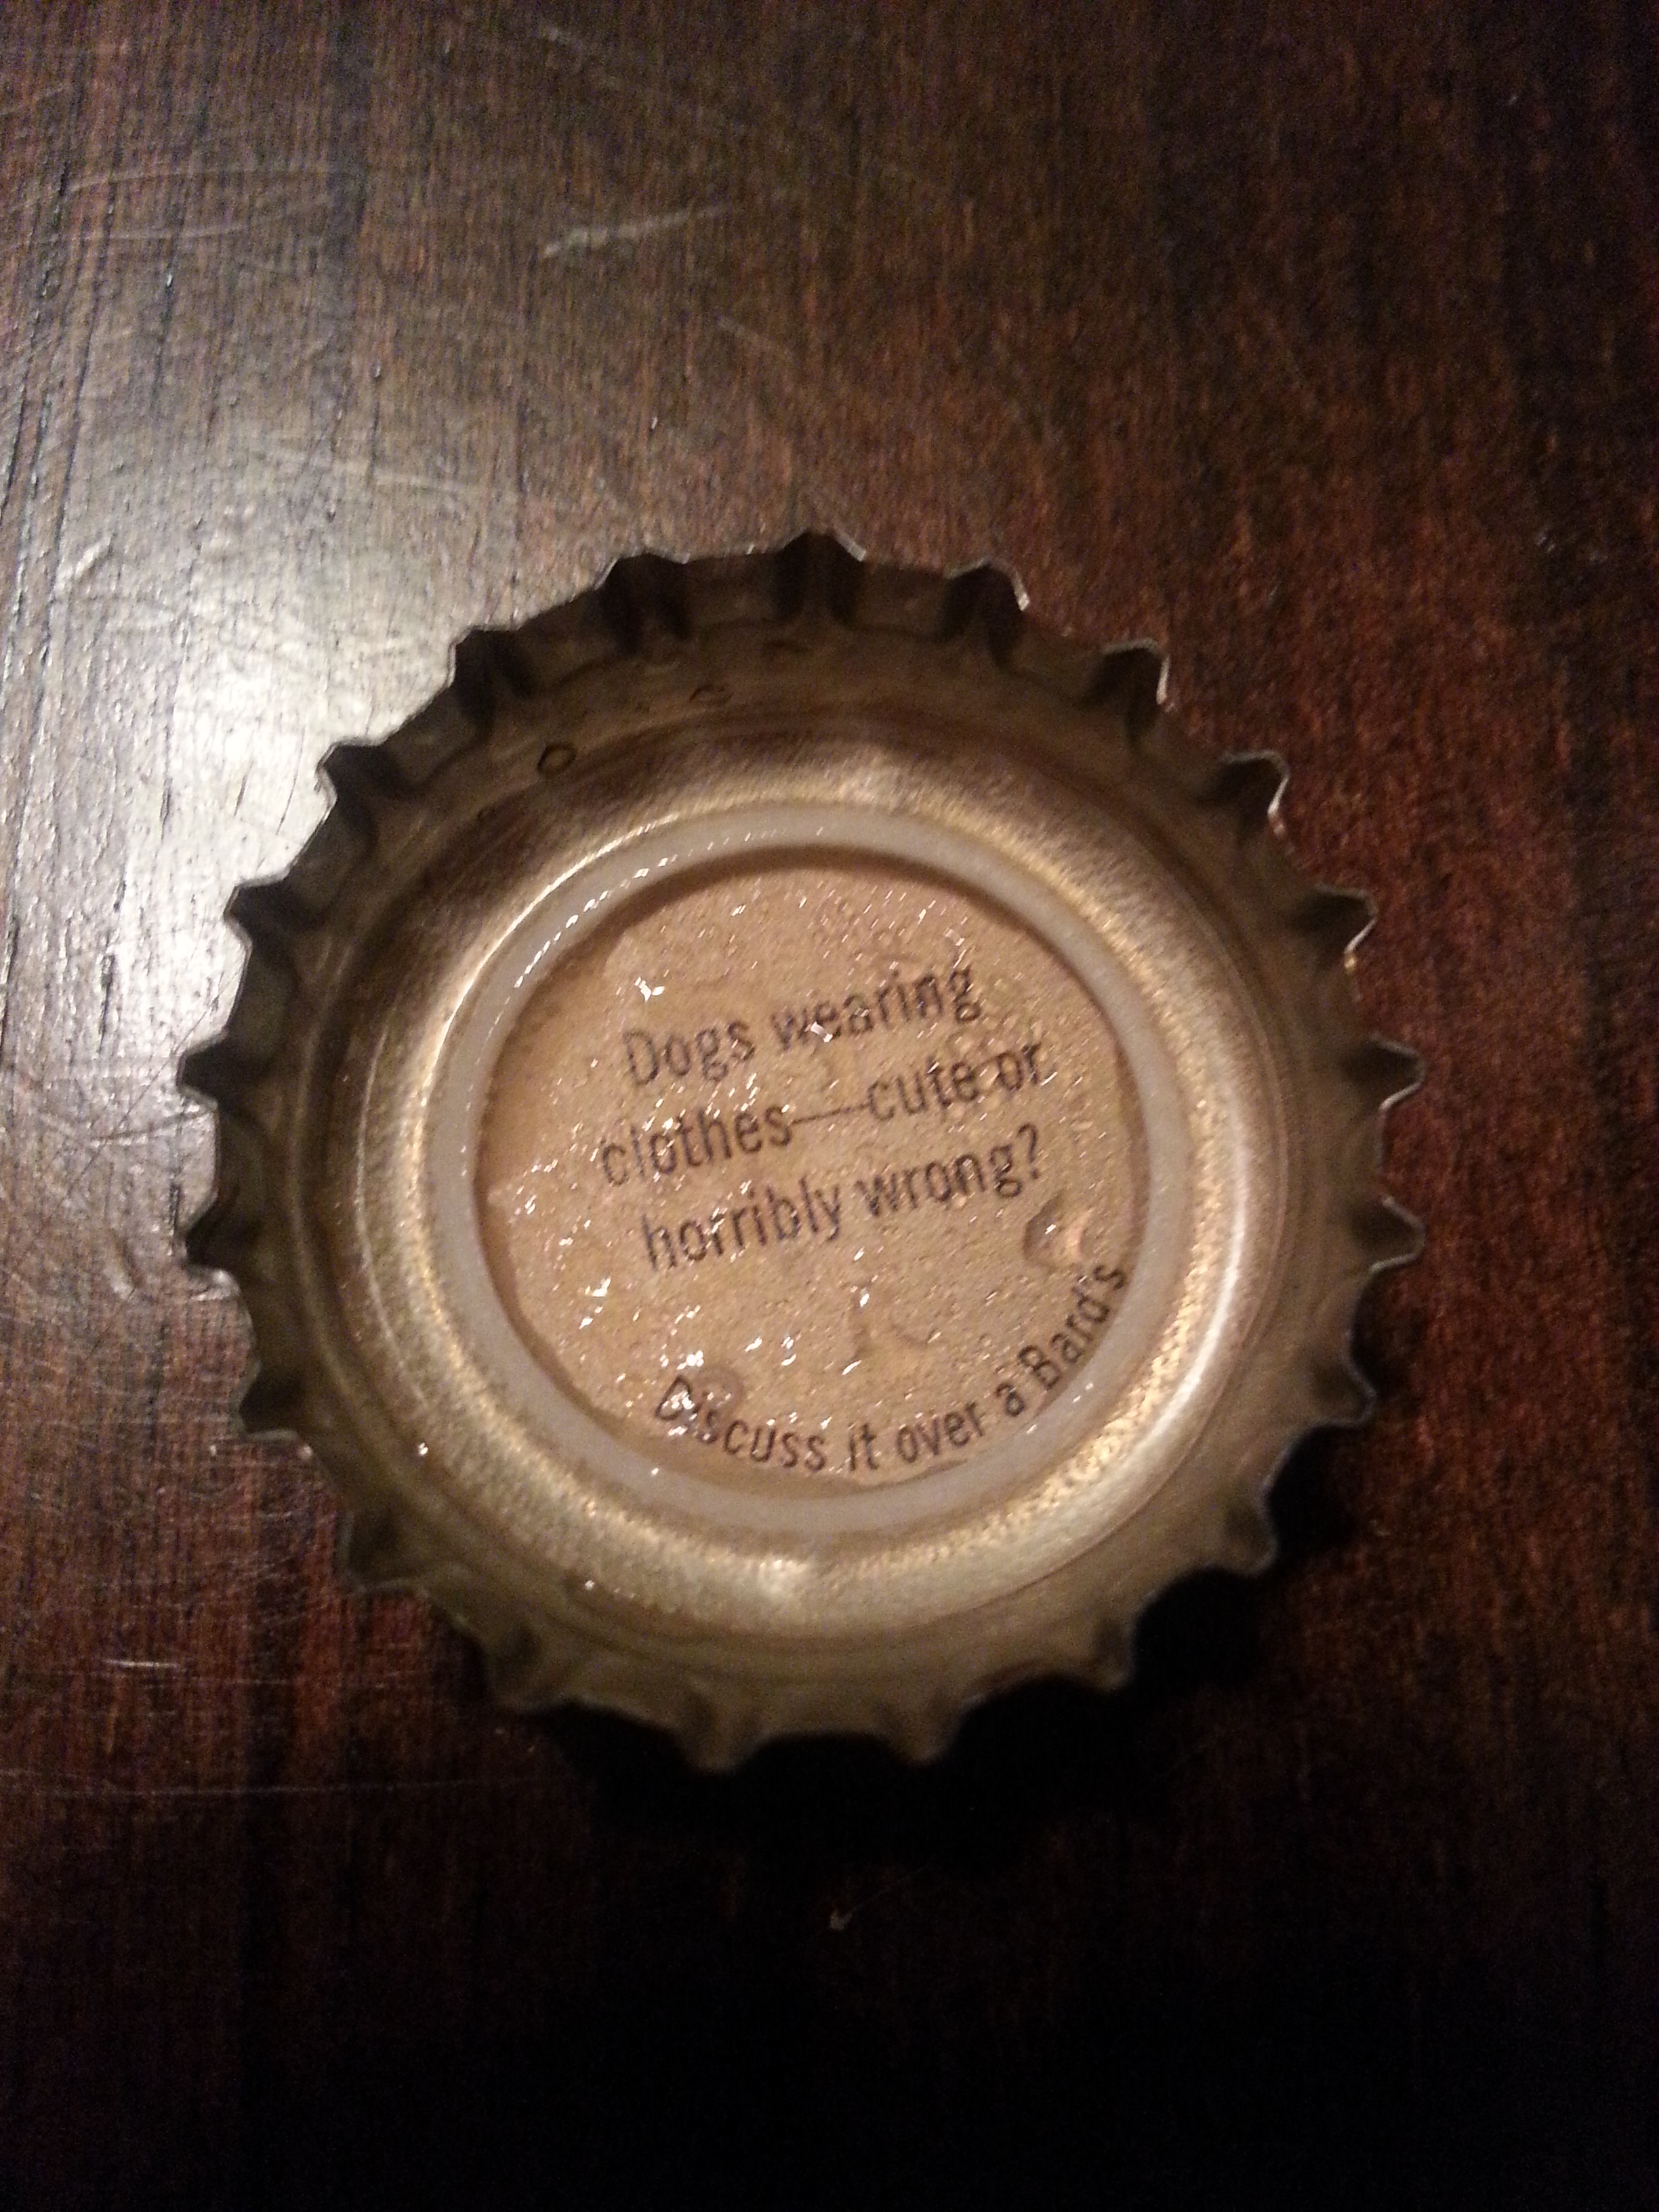 Dogs wearing
clothes—cute or
horribly wrong?
Discuss it over a Bard's